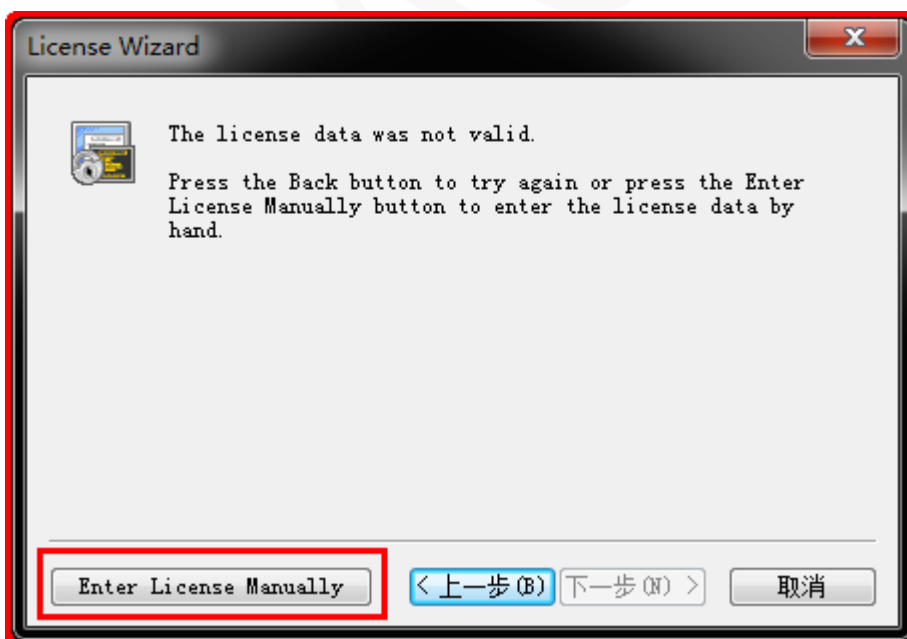 License Wizard
The license data was not valid.
Press the Back button to try again or press the Enter
License Manually button to enter the license data by
hand.
Enter License Manually
< 上一步(B)
下一步(N) >
取消